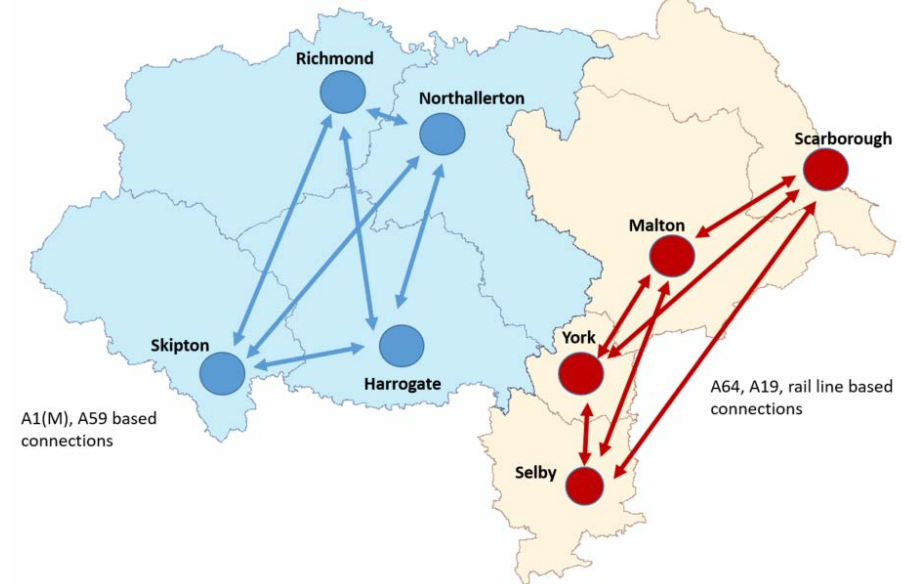 Richmond
Northallerton
Scarborough
Malton
York
Skipton
Harrogate
A64, A19, rail line based
connections
A1(M), A59 based
connections
Selby